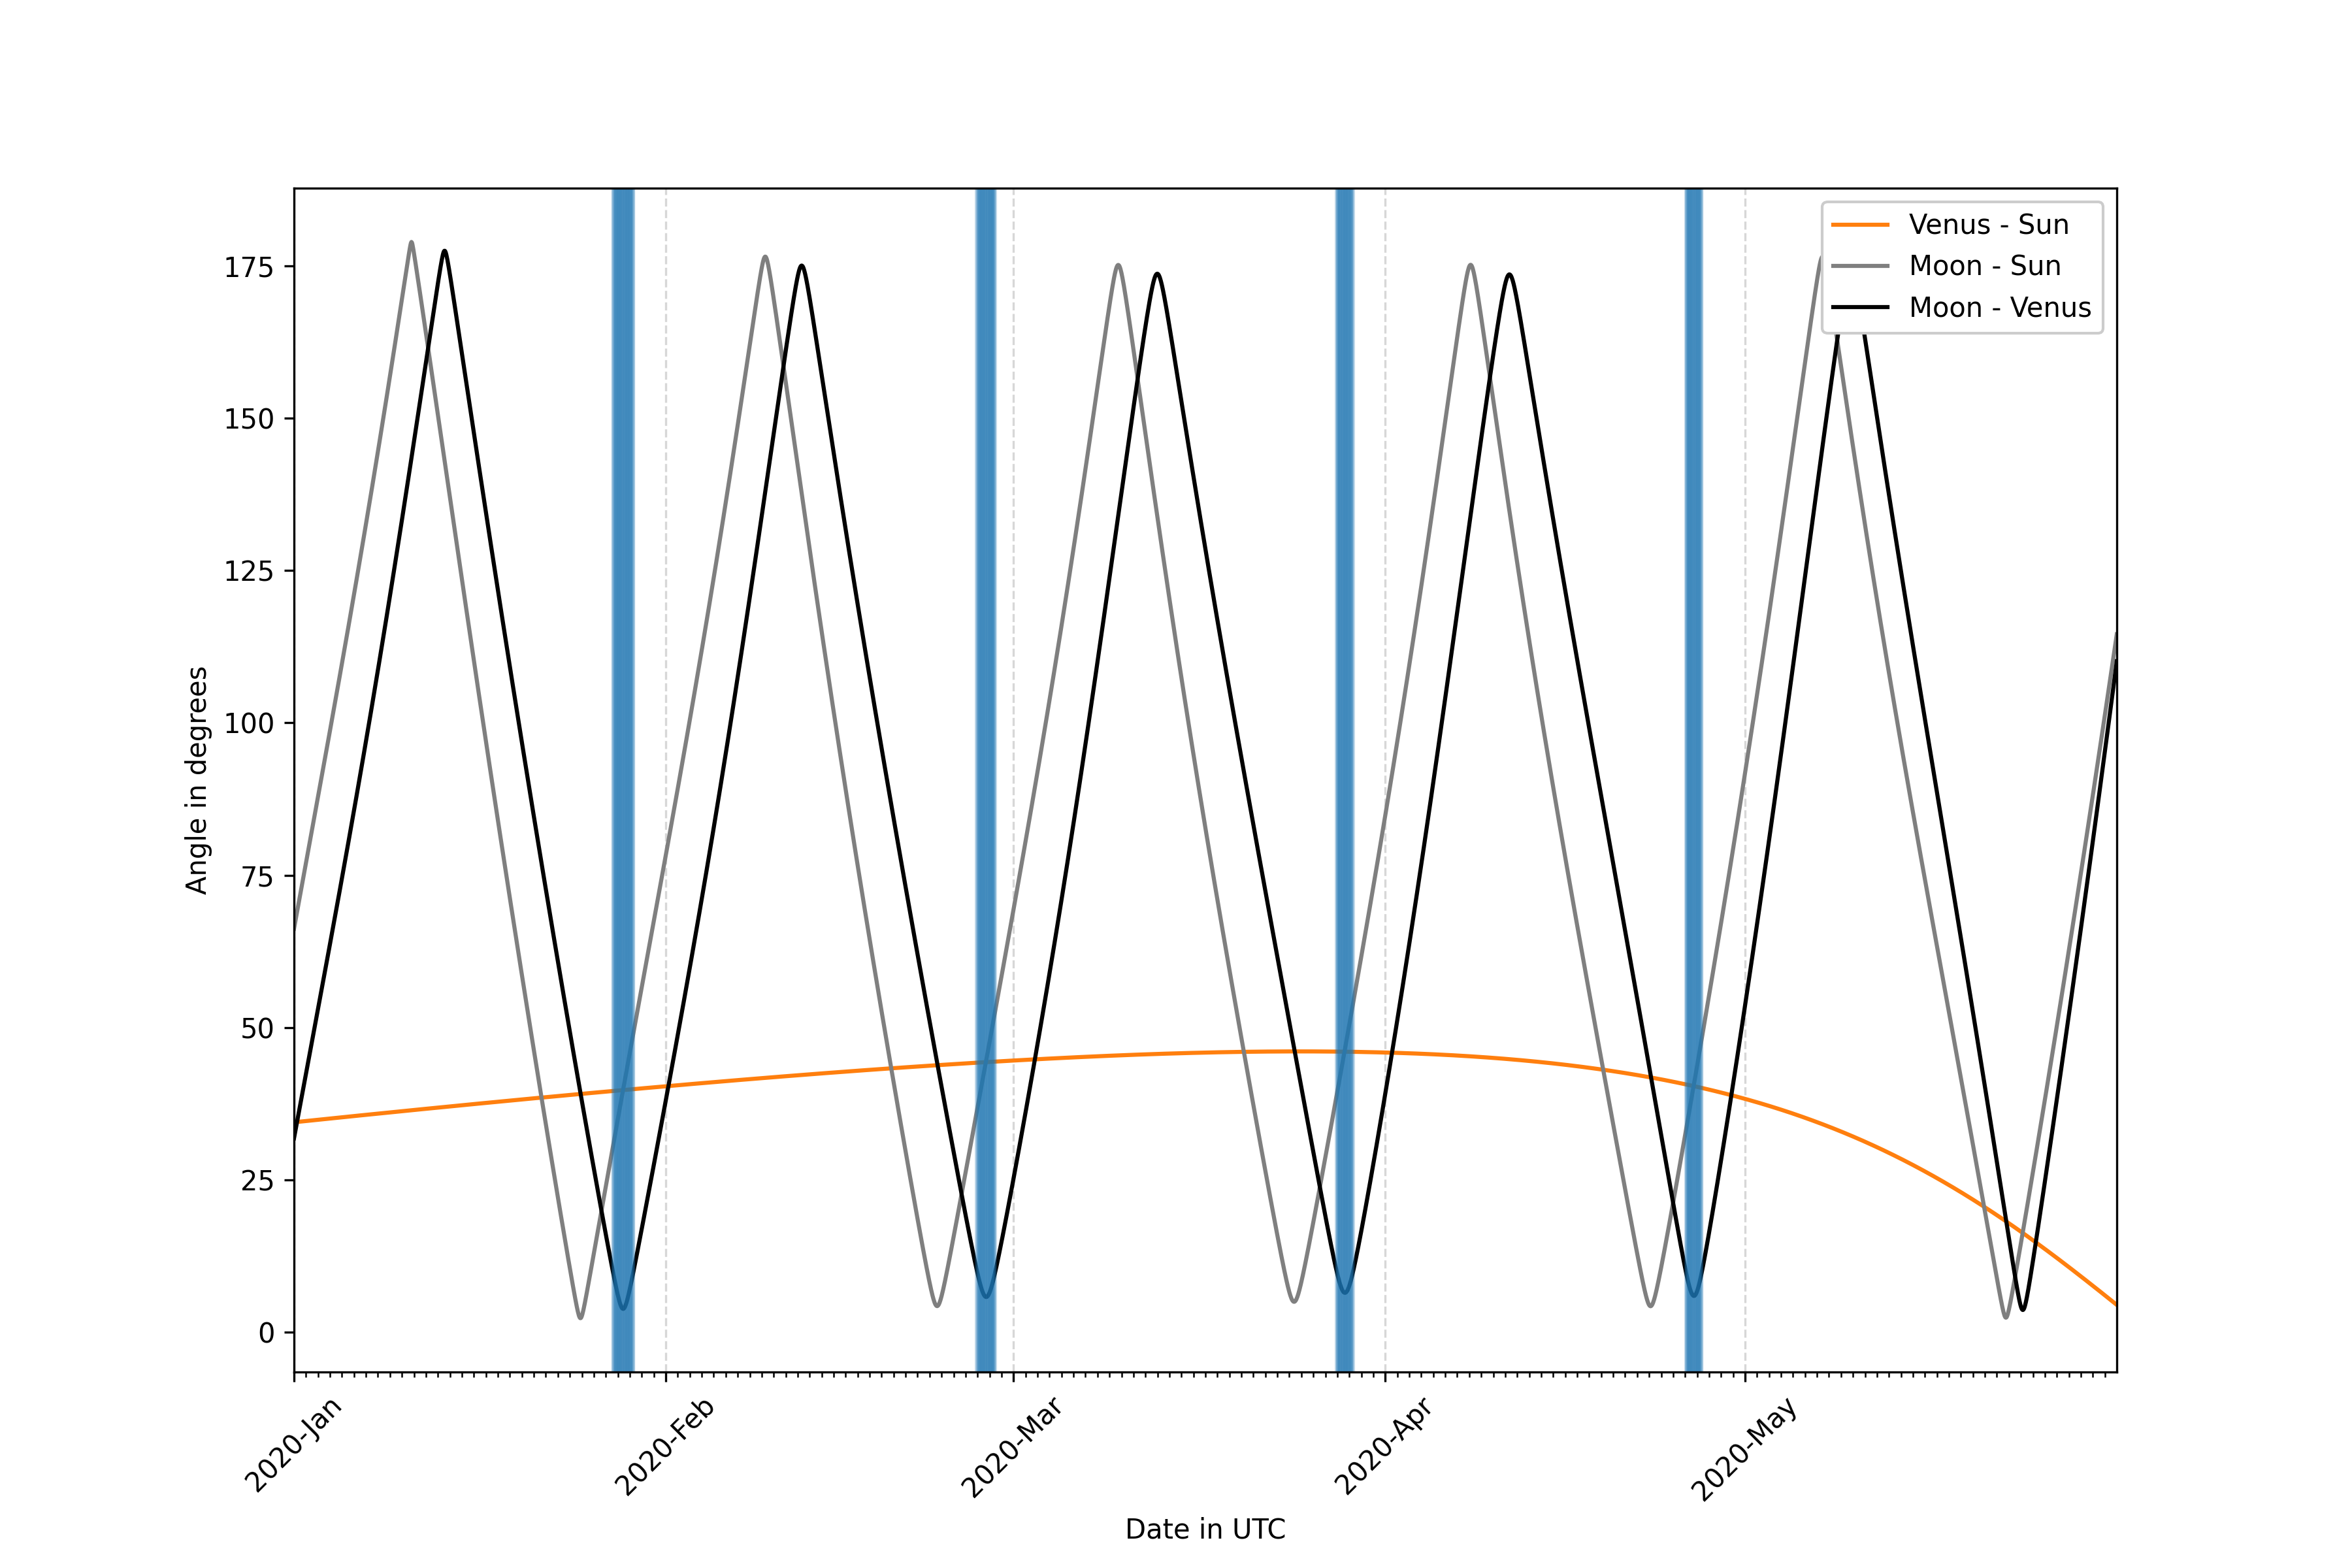 Venus - Sun
Moon - Sun
Moon - Venus
175
150
125
100
75
50
25
0
Angle in degrees
2020-Jan
2020-Feb
2020-Mar
2020-Apr
2020-May
Date in UTC